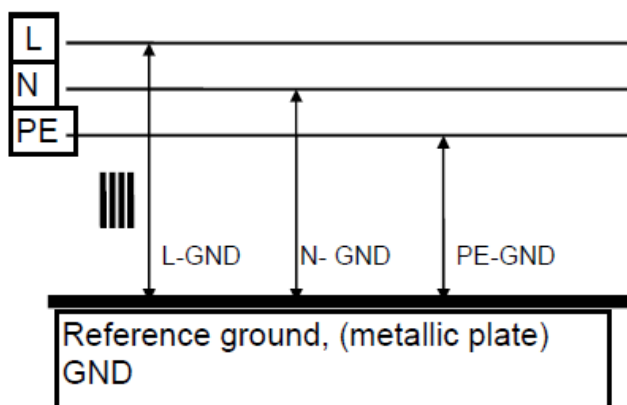 L
N
PE
L-GND
N- GND
PE-GND
Reference ground, (metallic plate)
GND